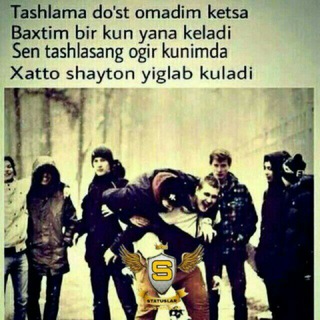 Tashlama do'st omadim ketsa
Baxtim bir kun yana keladi
Sen tashlasang ogir kunimda
Xatto shayton yiglab kuladi
S
STATUSLAR